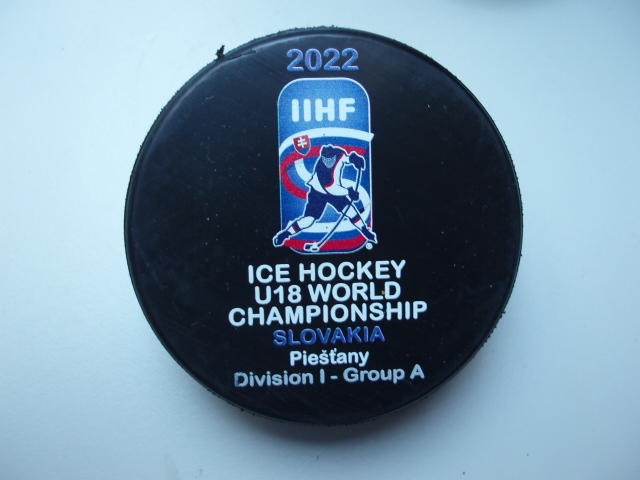 2022
IIHF
ICE HOCKEY
U18 WORLD
CHAMPIONSHIP
SLOVAKIA
Piešťany
Division I - Group A